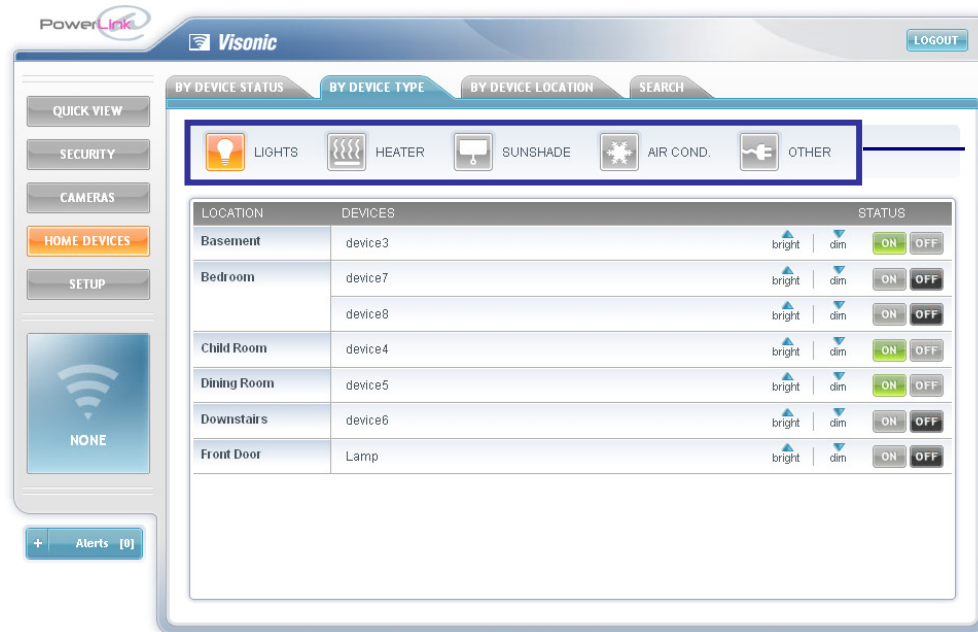 PowerLink
Visonic
LOGOUT
BY DEVICE STATUS BY DEVICE TYPE BY DEVICE LOCATION SEARCH
QUICK VIEW
SECURITY
CAMERAS
HOME DEVICES
SETUP
NONE
+ Alerts [0]
LIGHTS HEATER SUNSHADE AIR COND. OTHER
LOCATION DEVICES STATUS
Basement device3 bright dim ON OFF
Bedroom device7 bright dim ON OFF
device8 bright dim ON OFF
Child Room device4 bright dim ON OFF
Dining Room device5 bright dim ON OFF
Downstairs device6 bright dim ON OFF
Front Door Lamp bright dim ON OFF